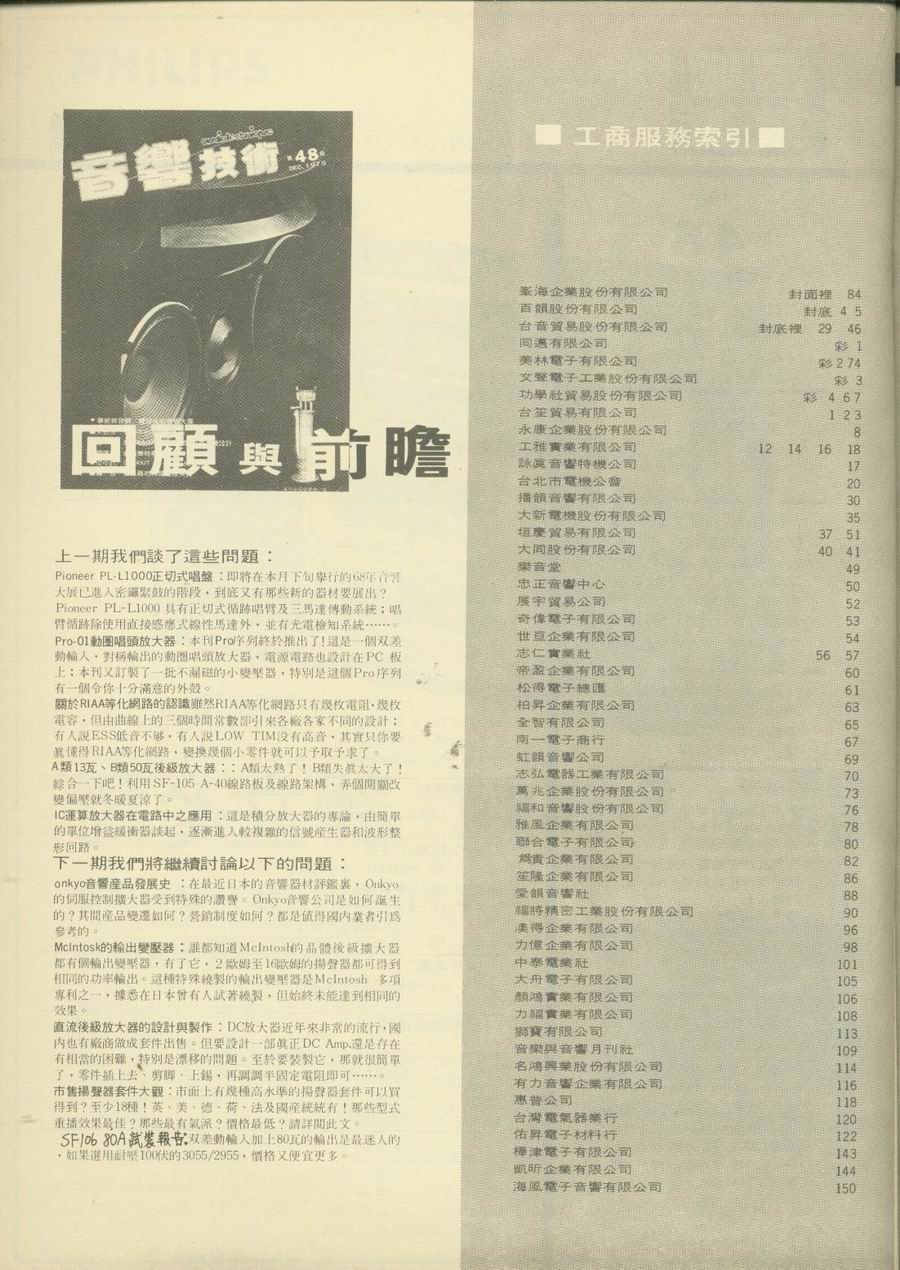 audiotechnique
音響技術
第48期
DEC.1979
回顧與前瞻
上一期我們談了這些問題：
Pioneer PL-L1000正切式唱盤：即將在本月下旬舉行的68年音響
大展已進入密鑼緊鼓的階段，到底又有那些新的器材要展出？
Pioneer PL-L1000 具有正切式循跡唱臂及三馬達傳動系統；唱
臂循跡除使用直接感應式線性馬達外，並有光電檢知系統……。
Pro-01動圈唱頭放大器：本刊Pro序列終於推出了!這是一個双差
動輸入，對稱輸出的動圈唱頭放大器，電源電路也設計在PC 板
上；本刊又訂製了一批不漏磁的小變壓器，特別是這個Pro序列
有一個令你十分滿意的外殼。
關於RIAA等化網路的認識雖然RIAA等化網路只有幾枚電阻,幾枚
電容，但由曲線上的三個時間常數卻引來各廠各家不同的設計；
有人説ESS低音不够，有人説LOW TIM没有高音，其實只你要
眞懂得RIAA等化網路，變換幾個小零件就可以予取予求了。
A類13瓦、B類50瓦後級放大器：：A類太熱了！B類失眞太大了！
綜合一下吧！利用SF-105 A-40線路板及線路架構，弄個開關改
變偏壓就冬暖夏涼了。
IC運算放大器在電路中之應用：這是積分放大器的專論，由簡單
的單位增益緩衝器談起，逐漸進入較複雜的信號產生器和波形整
形回路。
下一期我們將繼續討論以下的問題：
onkyo音響産品發展史 ：在最近日本的音響器材評鑑裏，Onkyo
的伺服控制擴大器受到特殊的讚譽。Onkyo音響公司是如何誕生
的？其間産品變遷如何？營銷制度如何？都是值得國内業者引爲
參考的。
McIntosk的輸出變壓器：誰都知道McIntosh的晶體後級擴大器
都有個輸出變壓器，有了它，２歐姆至16歐姆的揚聲器都可得到
相同的功率輸出。這種特殊繞製的輸出變壓器是McIntosh 多項
專利之一，據悉在日本曾有人試著繞製，但始終未能達到相同的
效果。
直流後級放大器的設計與製作：DC放大器近年來非常的流行，國
内也有廠商做成套件出售。但要設計一部眞正DC Amp.還是存在
有相當的困難，特別是漂移的問題。至於要裝製它，那就很簡單
了，零件插上去、剪脚、上錫，再調調半固定電阻即可……。
市售揚聲器套件大觀：市面上有幾種高水準的揚聲器套件可以買
得到？至少18種！英、美、德、荷、法及國産統統有！那些型式
重播效果最佳？那些最有氣派？價格最低？請詳閲此文。
SF106 80A試裝報告：双差動輸入加上80瓦的輸出是最迷人的
，如果選用耐壓100伏的3055/2955，價格又便宜更多。
■ 工商服務索引 ■
峯海企業股份有限公司 封面裡 84
百韻股份有限公司 封底 4 5
台音貿易股份有限公司 封底裡 29 46
同邁有限公司 彩 1
美林電子有限公司 彩 2 74
文聲電子工業股份有限公司 彩 3
功學社貿易股份有限公司 彩 4 6 7
台笙貿易有限公司 1 2 3
永康企業股份有限公司 8
工雅實業有限公司 12 14 16 18
詠眞音響特機公司 17
台北市電機公會 20
播韻音響有限公司 30
大新電機股份有限公司 35
垣慶貿易有限公司 37 51
大同股份有限公司 40 41
樂音堂 49
忠正音響中心 50
展宇貿易公司 52
奇偉電子有限公司 53
世亘企業有限公司 54
志仁實業社 56 57
帝盈企業有限公司 60
松得電子總匯 61
柏昇企業有限公司 63
全智有限公司 65
南一電子商行 67
虹韻音響公司 69
志弘電器工業有限公司 70
萬兆企業股份有限公司 73
福和音響股份有限公司 76
雅風企業有限公司 78
聯合電子有限公司 80
爲貴企業有限公司 82
笙隆企業有限公司 86
愛韻音響社 88
福將精密工業股份有限公司 90
漢得企業有限公司 96
力億企業有限公司 98
中泰電業社 101
大舟電子有限公司 105
顏鴻實業有限公司 106
力福實業有限公司 108
獅寶有限公司 113
音樂與音響月刊社 109
名鴻興業股份有限公司 114
有力音響企業有限公司 116
惠普公司 118
台灣電氣器業行 120
佑昇電子材料行 122
樺津電子有限公司 143
凱昕企業有限公司 144
海風電子音響有限公司 150